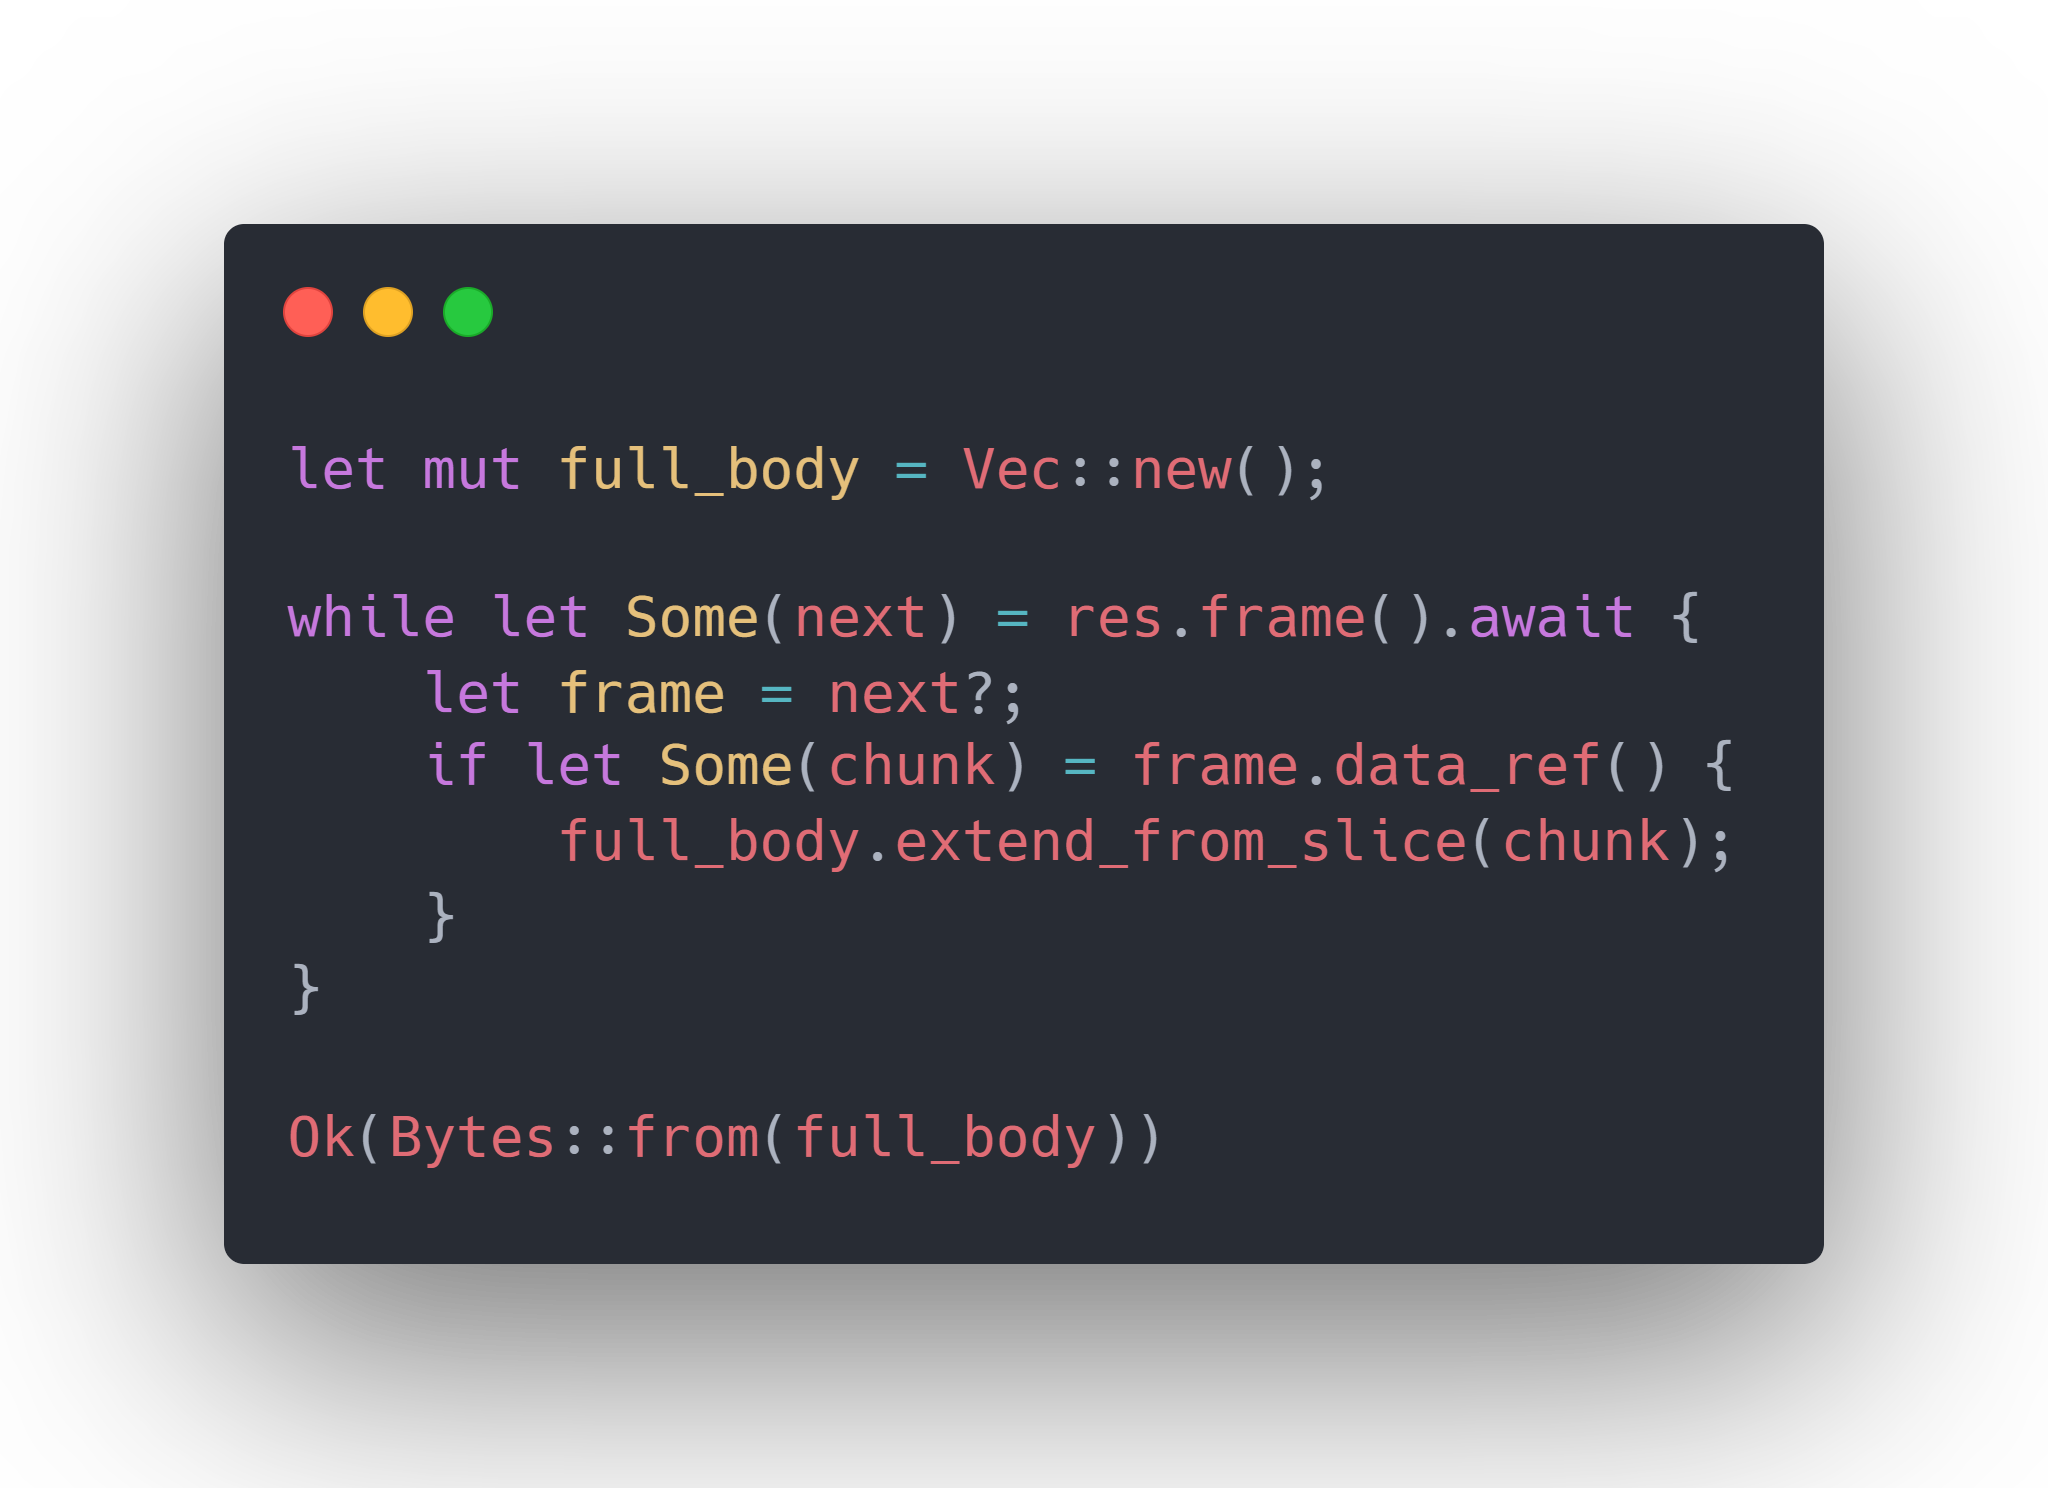 let mut full_body = Vec::new();
while let Some(next) = res.frame().await {
    let frame = next?;
    if let Some(chunk) = frame.data_ref() {
        full_body.extend_from_slice(chunk);
    }
}
Ok(Bytes::from(full_body))